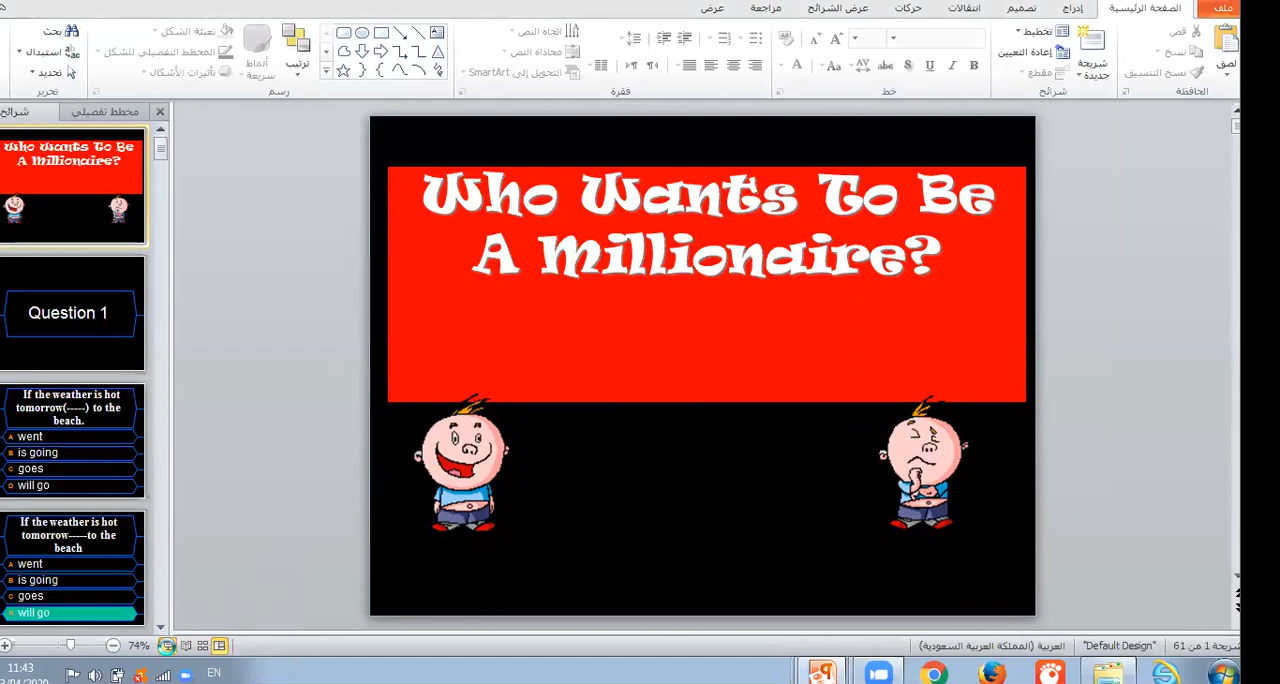 ملف
الصفحة الرئيسية
إدراج
تصميم
انتقالات
حركات
عرض الشرائح
مراجعة
عرض
لصق
قص
نسخ
نسخ التنسيق
الحافظة
شريحة جديدة
تخطيط
إعادة التعيين
مقطع
شرائح
خط
اتجاه النص
محاذاة النص
التحويل إلى SmartArt
فقرة
ترتيب
أنماط سريعة
تعبئة الشكل
المخطط التفصيلي للشكل
تأثيرات الأشكال
رسم
بحث
استبدال
تحديد
تحرير
شرائح
مخطط تفصيلي
Who Wants To Be
A Millionaire?
Question 1
If the weather is hot
tomorrow(-----) to the
beach.
A went
B is going
C goes
D will go
If the weather is hot
tomorrow-----to the
beach
A went
B is going
C goes
D will go
Who Wants To Be
A Millionaire?
شريحة 1 من 61
"Default Design"
العربية (المملكة العربية السعودية)
74%
11:43
EN